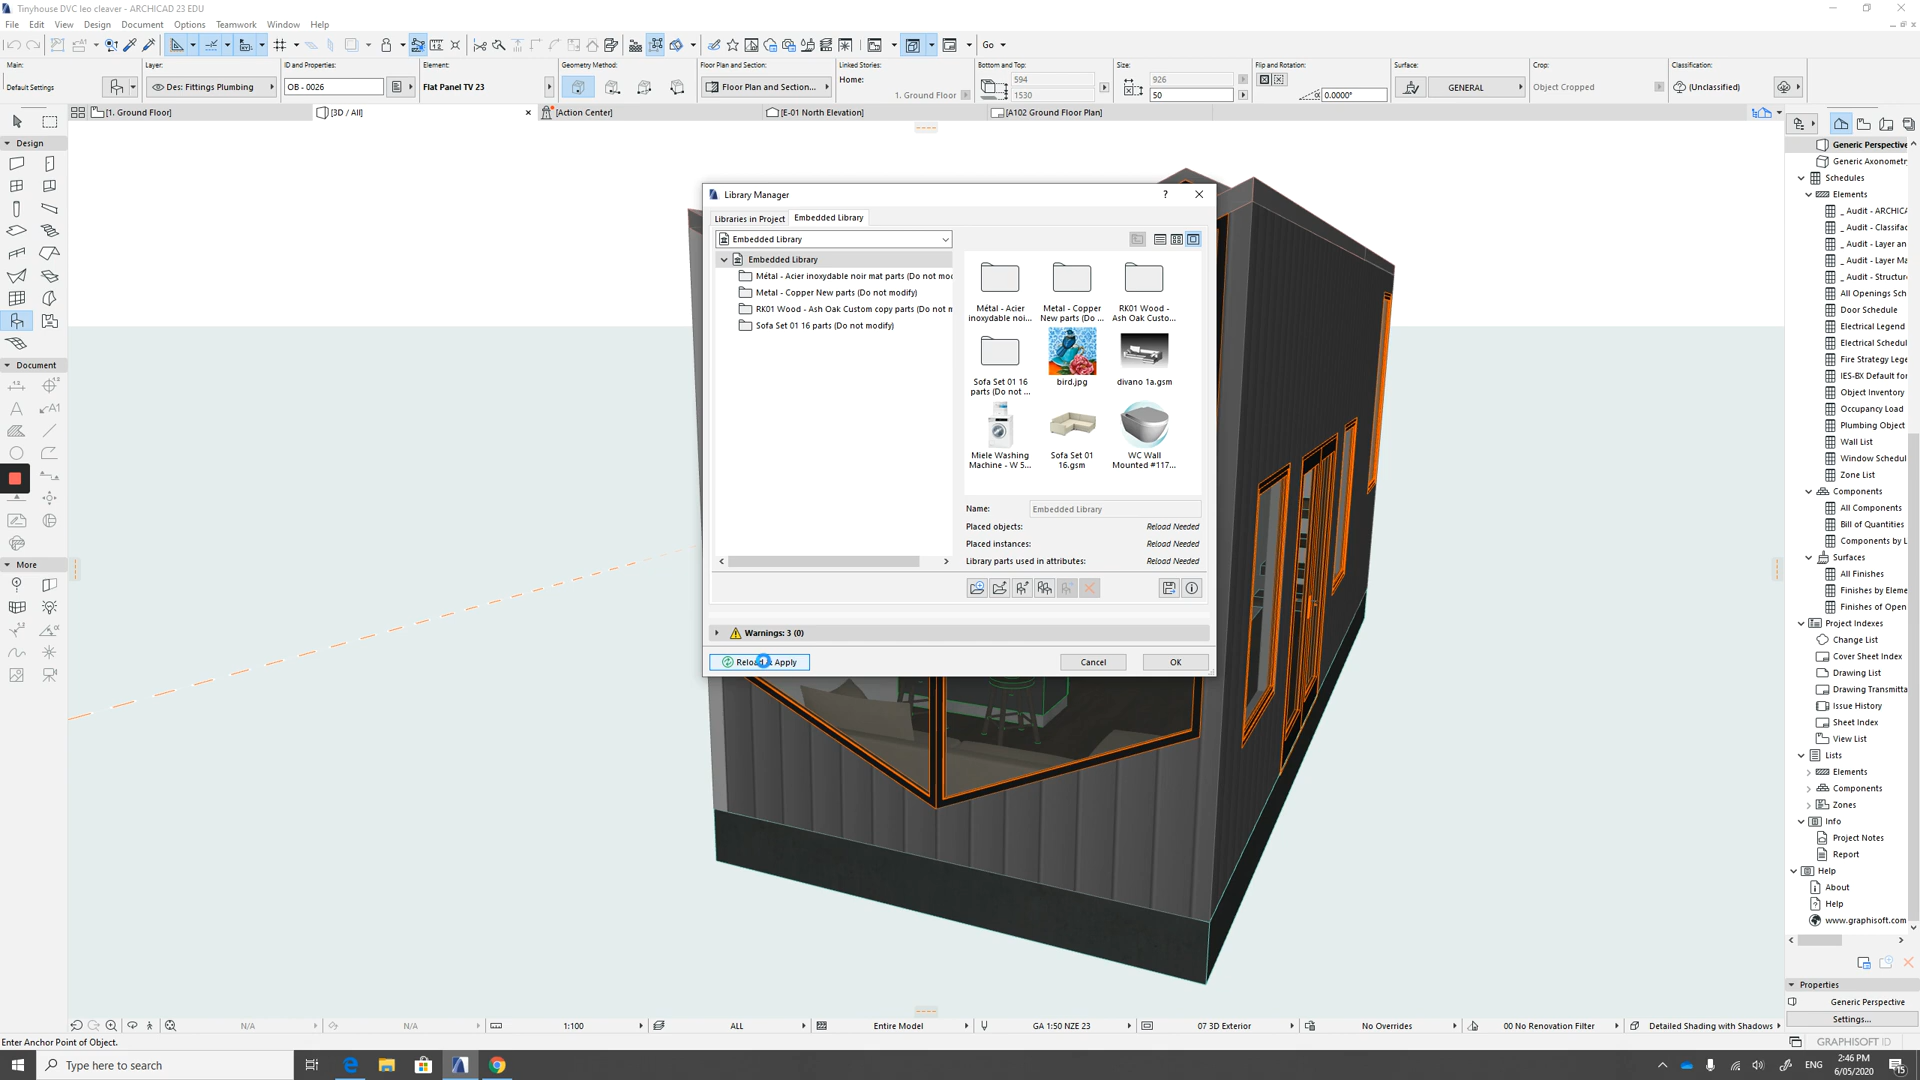 Tinyhouse DVC leo cleaver - ARCHICAD 23 EDU
File Edit View Design Document Options Teamwork Window Help
Go
Main: Layer: ID and Properties: Element: Geometry Method: Floor Plan and Section: Linked Stories: Bottom and Top: Size: Flip and Rotation: Surface: Crop: Classification:
Default Settings Des: Fittings Plumbing OB - 0026 Flat Panel TV 23 Floor Plan and Section... Home: 594 926 GENERAL Object Cropped (Unclassified)
1. Ground Floor 1530 50 0.0000°
[1. Ground Floor] [3D / All] [Action Center] [E-01 North Elevation] [A102 Ground Floor Plan]
Design
Document
More
Library Manager ?
Libraries in Project Embedded Library
Embedded Library
Embedded Library
Métal - Acier inoxydable noir mat parts (Do not mo
Metal - Copper New parts (Do not modify)
RK01 Wood - Ash Oak Custom copy parts (Do not m
Sofa Set 01 16 parts (Do not modify)
Métal - Acier inoxydable noi...
Metal - Copper New parts (Do ...
RK01 Wood - Ash Oak Custo...
Sofa Set 01 16 parts (Do not ...
bird.jpg
divano 1a.gsm
Miele Washing Machine - W 5...
Sofa Set 01 16.gsm
WC Wall Mounted #117...
Name: Embedded Library
Placed objects: Reload Needed
Placed instances: Reload Needed
Library parts used in attributes: Reload Needed
Warnings: 3 (0)
Reload & Apply Cancel OK
Generic Perspective
Generic Axonometr
Schedules
Elements
_ Audit - ARCHICA
_ Audit - Classifac
_ Audit - Layer an
_ Audit - Layer Ma
_ Audit - Structur
All Openings Sch
Door Schedule
Electrical Legend
Electrical Schedul
Fire Strategy Lege
IES-BX Default for
Object Inventory
Occupancy Load
Plumbing Object
Wall List
Window Schedul
Zone List
Components
All Components
Bill of Quantities
Components by L
Surfaces
All Finishes
Finishes by Eleme
Finishes of Open
Project Indexes
Change List
Cover Sheet Index
Drawing List
Drawing Transmitta
Issue History
Sheet Index
View List
Lists
Elements
Components
Zones
Info
Project Notes
Report
Help
About
Help
www.graphisoft.com
Properties
Generic Perspective
Settings...
N/A N/A 1:100 ALL Entire Model GA 1:50 NZE 23 07 3D Exterior No Overrides 00 No Renovation Filter Detailed Shading with Shadows
Enter Anchor Point of Object. GRAPHISOFT ID
Type here to search ENG 2:46 PM
6/05/2020 15